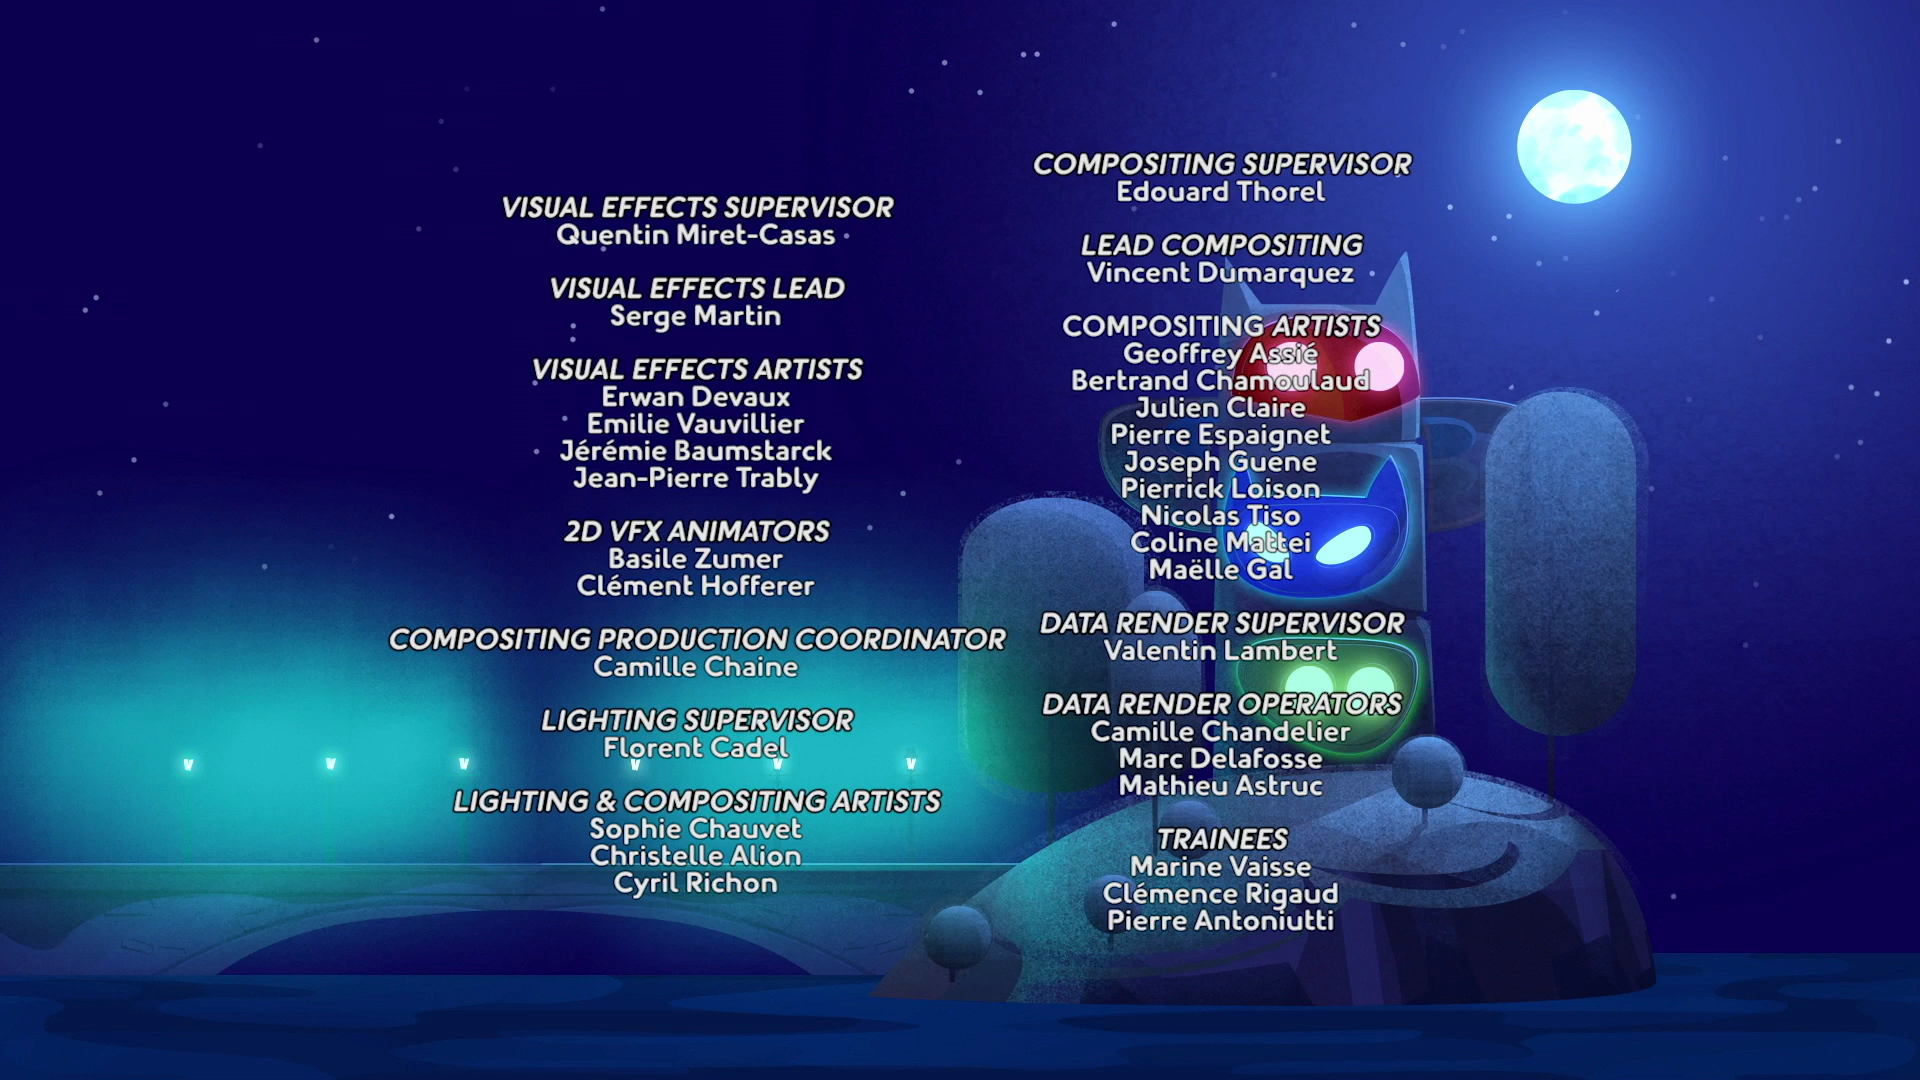 VISUAL EFFECTS SUPERVISOR
Quentin Miret-Casas
VISUAL EFFECTS LEAD
Serge Martin
VISUAL EFFECTS ARTISTS
Erwan Devaux
Emilie Vauvillier
Jérémie Baumstarck
Jean-Pierre Trably
2D VFX ANIMATORS
Basile Zumer
Clément Hofferer
COMPOSITING PRODUCTION COORDINATOR
Camille Chaine
LIGHTING SUPERVISOR
Florent Cadel
LIGHTING & COMPOSITING ARTISTS
Sophie Chauvet
Christelle Alion
Cyril Richon
COMPOSITING SUPERVISOR
Edouard Thorel
LEAD COMPOSITING
Vincent Dumarquez
COMPOSITING ARTISTS
Geoffrey Assié
Bertrand Chamoulaud
Julien Claire
Pierre Espaignet
Joseph Guene
Pierrick Loison
Nicolas Tiso
Coline Mattei
Maëlle Gal
DATA RENDER SUPERVISOR
Valentin Lambert
DATA RENDER OPERATORS
Camille Chandelier
Marc Delafosse
Mathieu Astruc
TRAINEES
Marine Vaisse
Clémence Rigaud
Pierre Antoniutti